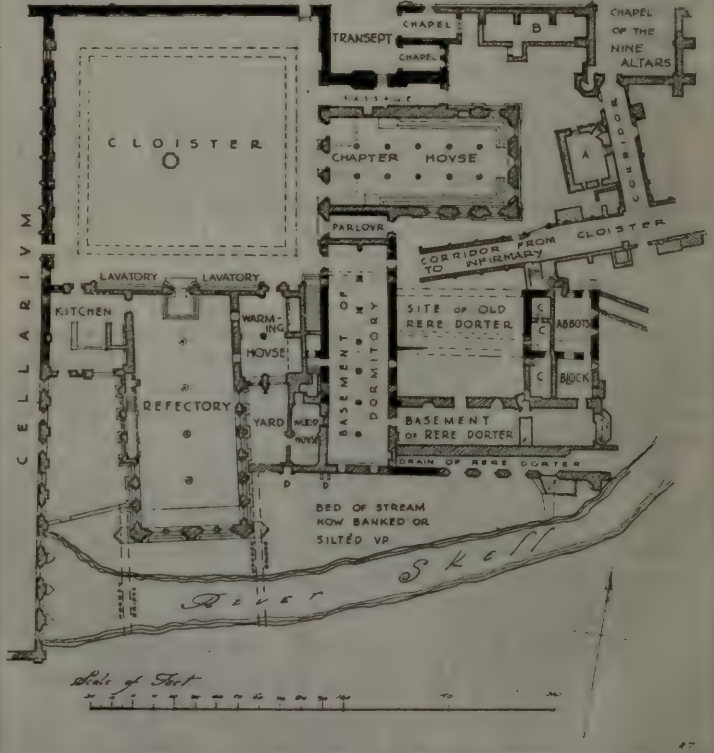 CHAPEL
TRANSEPT
CHAPEL
B
CHAPEL
OF THE
NINE
ALTARS
PASSAGE
CLOISTER
CHAPTER HOVSE
A
CORRIDOR
PARLOVR
CORRIDOR FROM CLOISTER
TO INFIRMARY
CELLARIVM
LAVATORY LAVATORY
KITCHEN
WARM-
ING
HOVSE
BASEMENT OF
DORMITORY
SITE OF OLD
RERE DORTER
C
C
C
ABBOTS
BLOCK
REFECTORY
YARD
WOOD
HOVSE
BASEMENT
OF RERE DORTER
DRAIN OF RERE DORTER
D D
BED OF STREAM
NOW BANKED OR
SILTED VP
River Skell
Scale of Feet